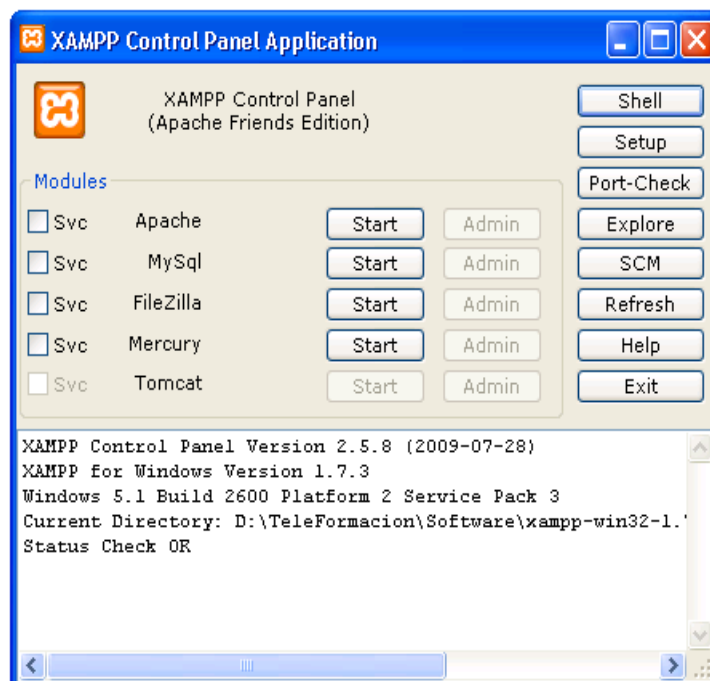 XAMPP Control Panel Application
XAMPP Control Panel
(Apache Friends Edition)
Shell
Setup
Port-Check
Explore
SCM
Refresh
Help
Exit
Modules
Svc Apache Start Admin
Svc MySql Start Admin
Svc FileZilla Start Admin
Svc Mercury Start Admin
Svc Tomcat Start Admin
XAMPP Control Panel Version 2.5.8 (2009-07-28)
XAMPP for Windows Version 1.7.3
Windows 5.1 Build 2600 Platform 2 Service Pack 3
Current Directory: D:\TeleFormacion\Software\xampp-win32-1.
Status Check OK